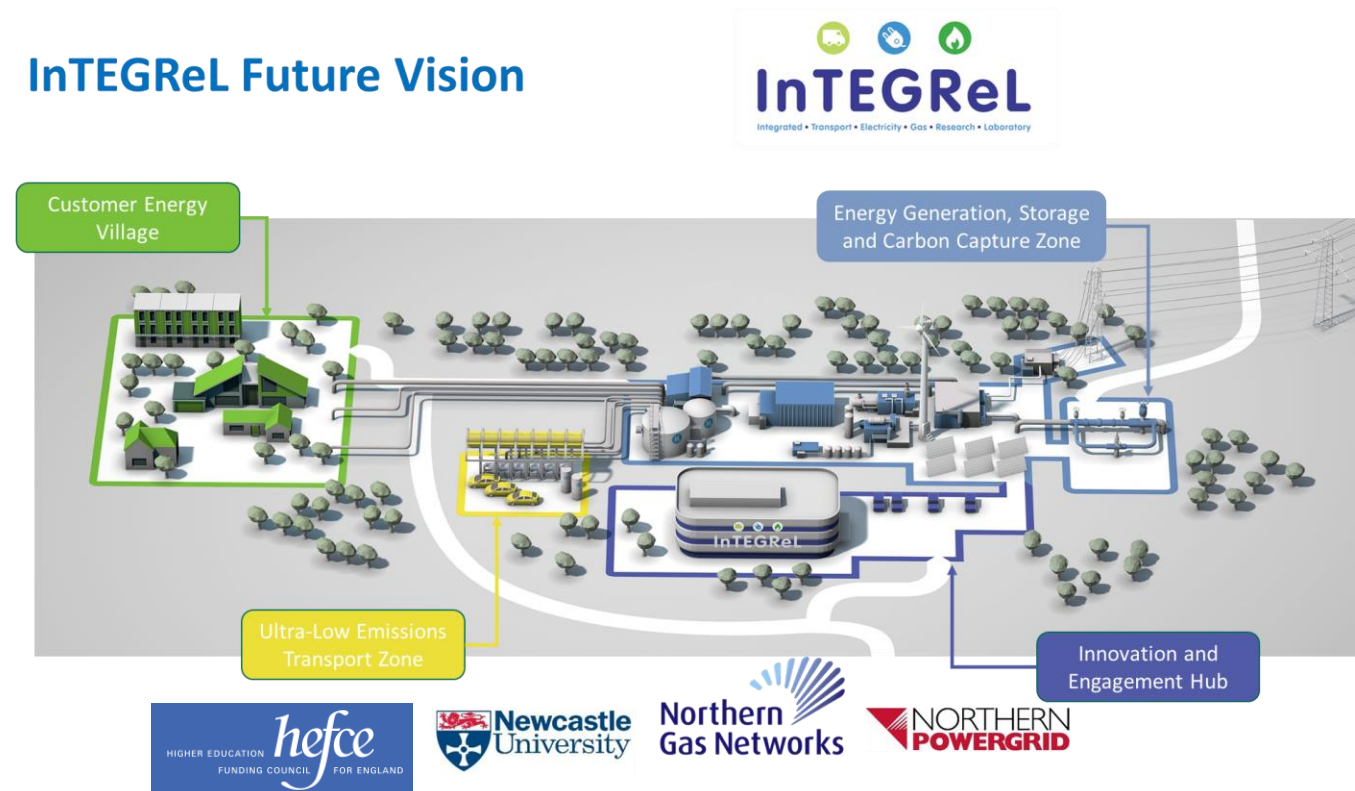 InTEGReL Future Vision
InTEGReL
Integrated • Transport • Electricity • Gas • Research • Laboratory
Customer Energy
Village
Energy Generation, Storage
and Carbon Capture Zone
InTEGReL
Ultra-Low Emissions
Transport Zone
Innovation and
Engagement Hub
HIGHER EDUCATION hefce
FUNDING COUNCIL FOR ENGLAND
Newcastle
University
Northern
Gas Networks
NORTHERN
POWERGRID